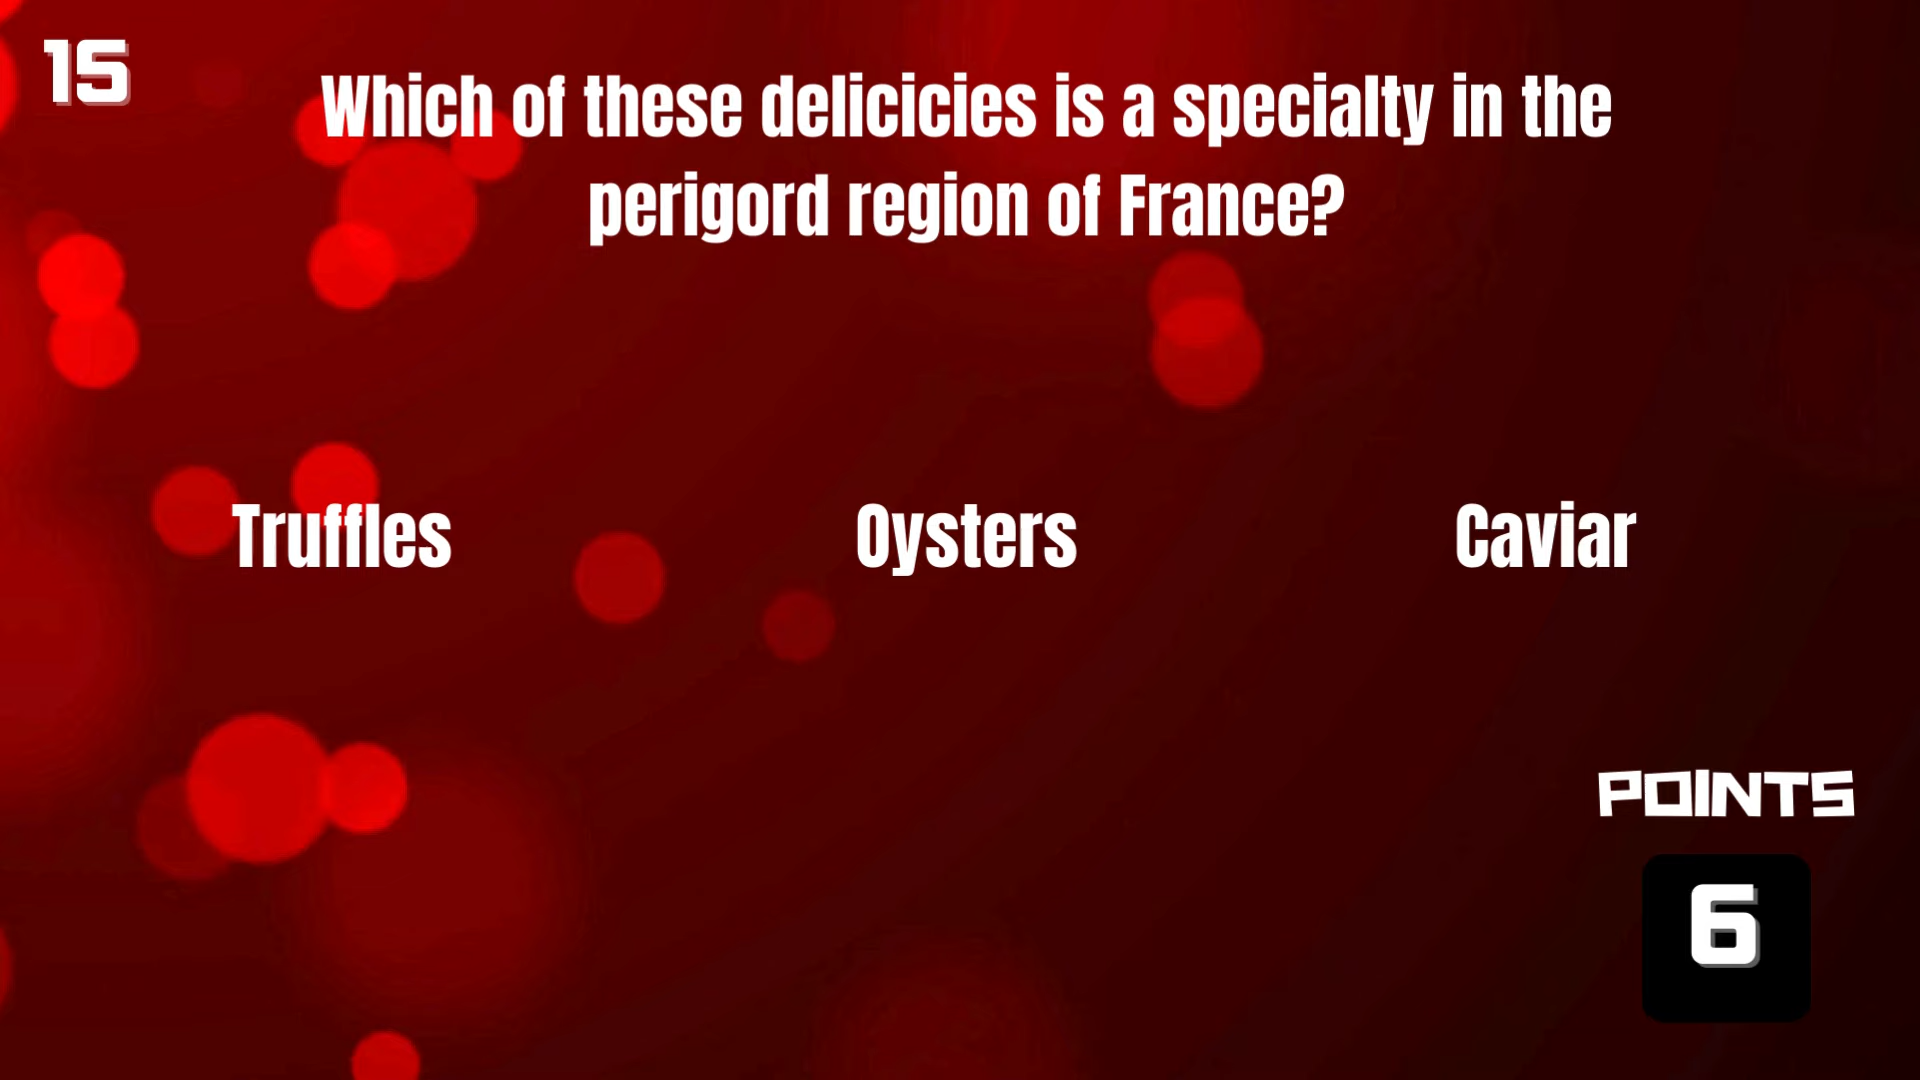 15
Which of these delicicies is a specialty in the
perigord region of France?
Truffles
Oysters
Caviar
POINTS
6